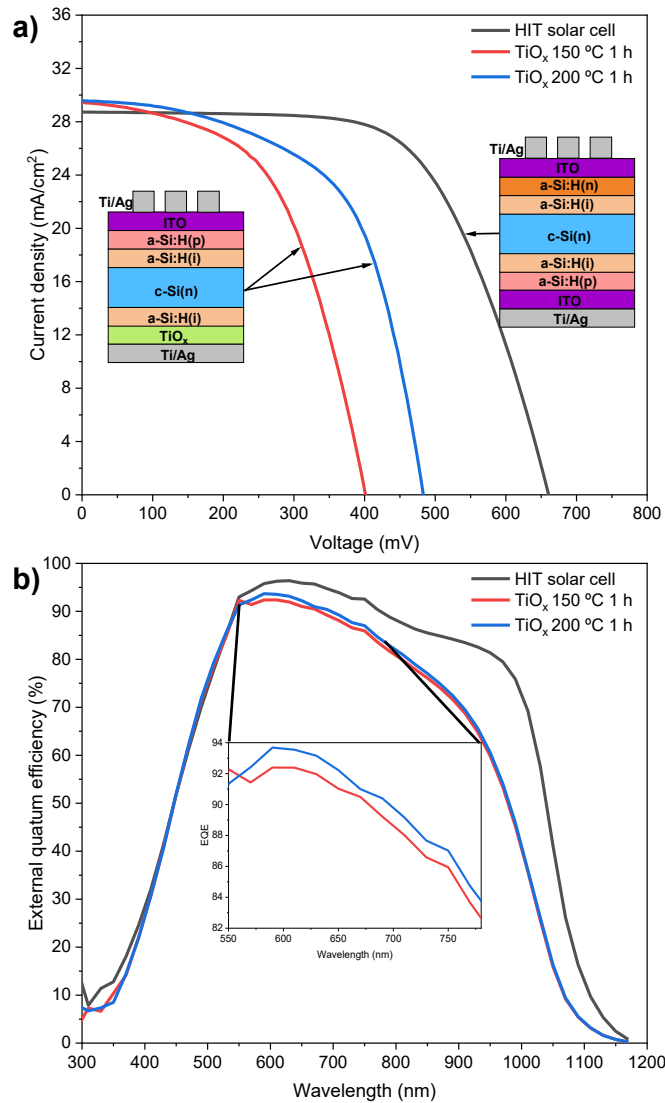 a)
HIT solar cell
TiOx 150 ºC 1 h
TiOx 200 ºC 1 h
36
32
28
24
20
16
12
8
4
0
Current density (mA/cm²)
Ti/Ag
ITO
a-Si:H(p)
a-Si:H(i)
c-Si(n)
a-Si:H(i)
TiOx
Ti/Ag
Ti/Ag
ITO
a-Si:H(n)
a-Si:H(i)
c-Si(n)
a-Si:H(i)
a-Si:H(p)
ITO
Ti/Ag
0 100 200 300 400 500 600 700 800
Voltage (mV)
b)
HIT solar cell
TiOx 150 ºC 1 h
TiOx 200 ºC 1 h
100
90
80
70
60
50
40
30
20
10
0
External quatum efficiency (%)
94
92
90
88
86
84
82
EQE
550 600 650 700 750
Wavelength (nm)
300 400 500 600 700 800 900 1000 1100 1200
Wavelength (nm)